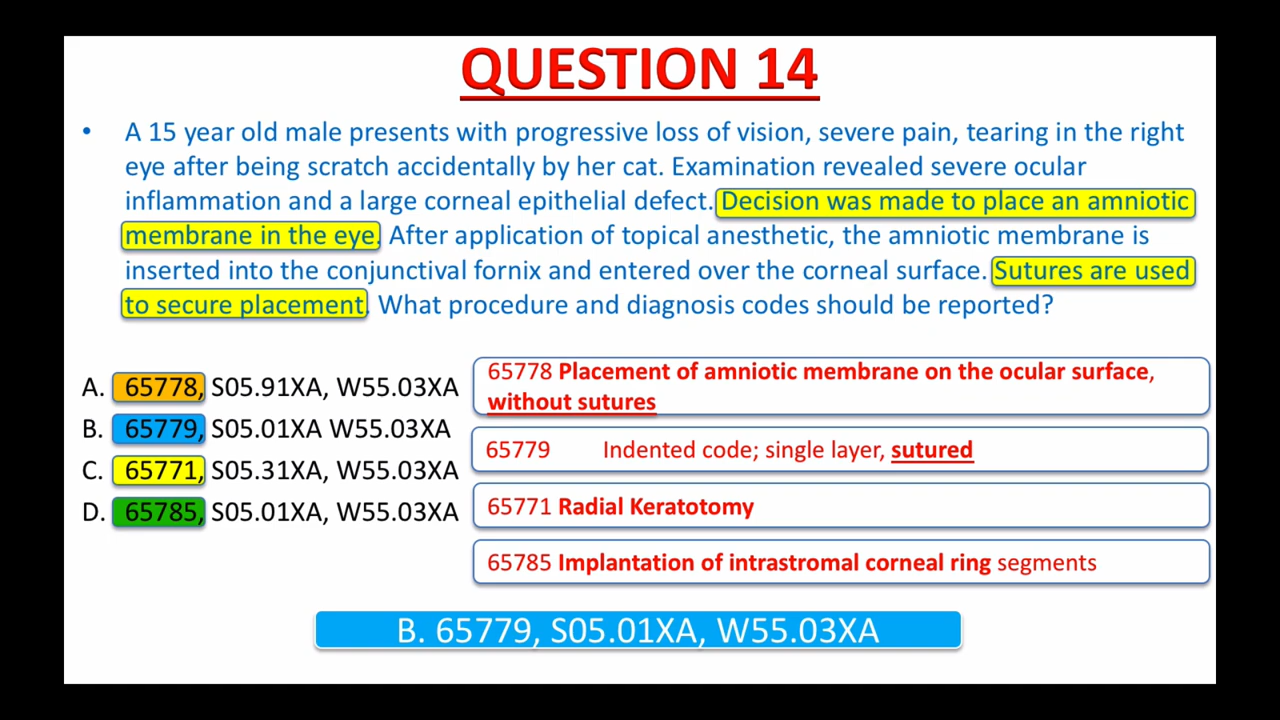 QUESTION 14
• A 15 year old male presents with progressive loss of vision, severe pain, tearing in the right
eye after being scratch accidentally by her cat. Examination revealed severe ocular
inflammation and a large corneal epithelial defect. Decision was made to place an amniotic
membrane in the eye. After application of topical anesthetic, the amniotic membrane is
inserted into the conjunctival fornix and entered over the corneal surface. Sutures are used
to secure placement. What procedure and diagnosis codes should be reported?
A. 65778, S05.91XA, W55.03XA
B. 65779, S05.01XA W55.03XA
C. 65771, S05.31XA, W55.03XA
D. 65785, S05.01XA, W55.03XA
65778 Placement of amniotic membrane on the ocular surface,
without sutures
65779 Indented code; single layer, sutured
65771 Radial Keratotomy
65785 Implantation of intrastromal corneal ring segments
B. 65779, S05.01XA, W55.03XA